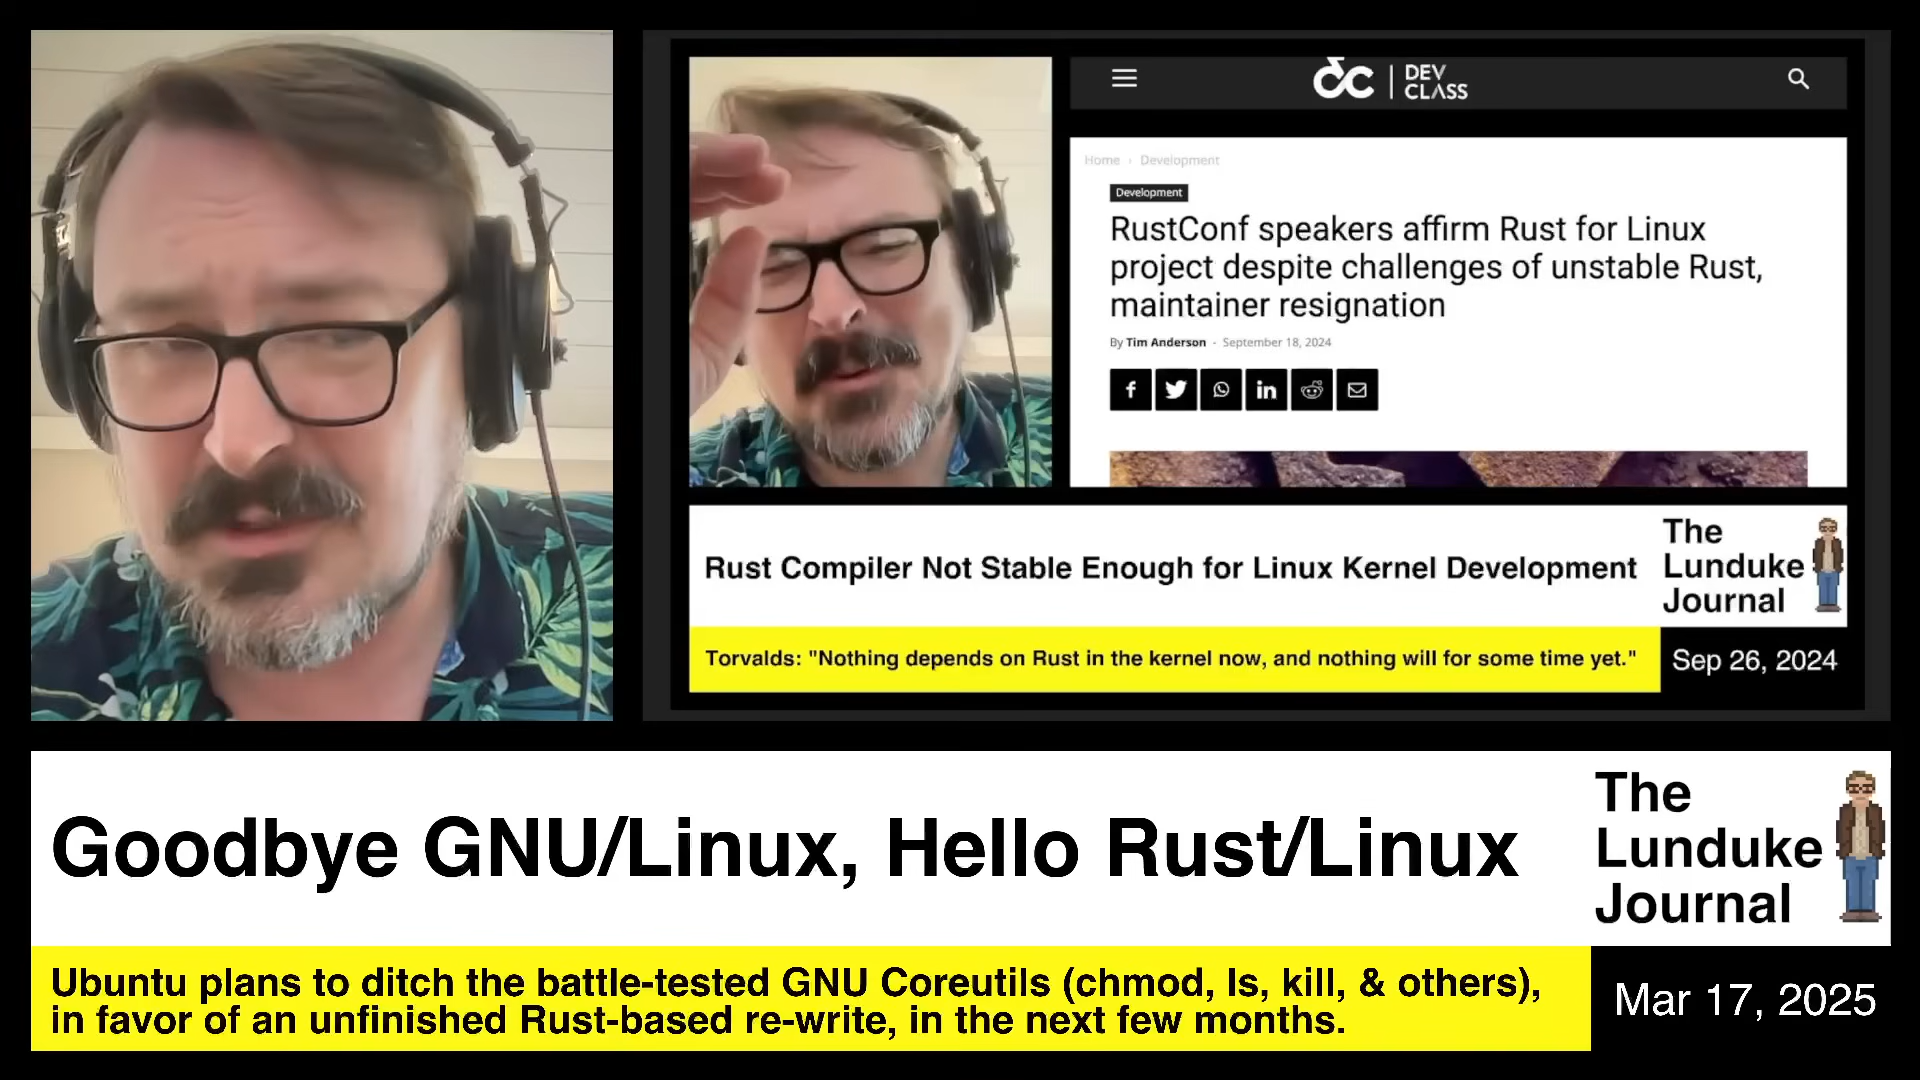 DEV
CLASS
Home › Development
Development
RustConf speakers affirm Rust for Linux
project despite challenges of unstable Rust,
maintainer resignation
By Tim Anderson - September 18, 2024
Rust Compiler Not Stable Enough for Linux Kernel Development
The
Lunduke
Journal
Torvalds: "Nothing depends on Rust in the kernel now, and nothing will for some time yet."
Sep 26, 2024
Goodbye GNU/Linux, Hello Rust/Linux
The
Lunduke
Journal
Ubuntu plans to ditch the battle-tested GNU Coreutils (chmod, ls, kill, & others),
in favor of an unfinished Rust-based re-write, in the next few months.
Mar 17, 2025